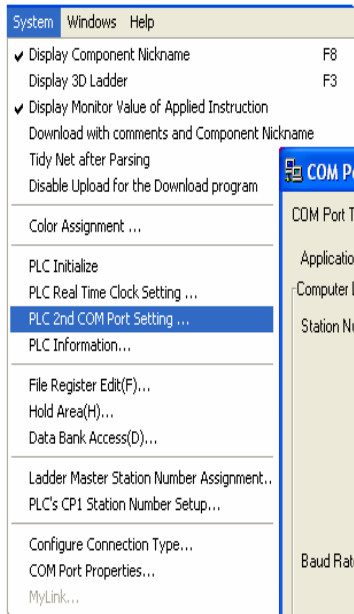 System Windows Help
Display Component Nickname F8
Display 3D Ladder F3
Display Monitor Value of Applied Instruction
Download with comments and Component Nickname
Tidy Net after Parsing
Disable Upload for the Download program
Color Assignment ...
PLC Initialize
PLC Real Time Clock Setting ...
PLC 2nd COM Port Setting ...
PLC Information...
File Register Edit(F)...
Hold Area(H)...
Data Bank Access(D)...
Ladder Master Station Number Assignment..
PLC's CP1 Station Number Setup...
Configure Connection Type...
COM Port Properties...
MyLink...
COM Po
COM Port T
Applicatio
Computer L
Station Nu
Baud Rate